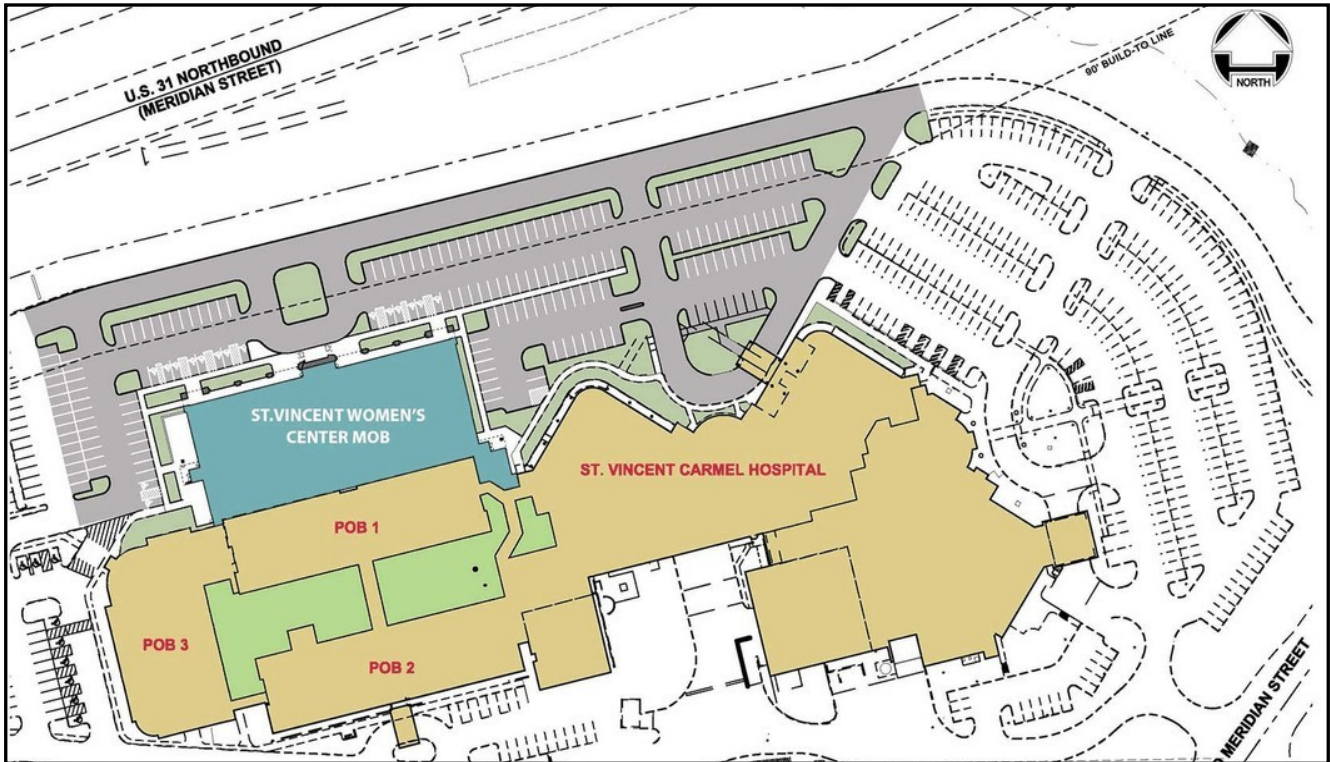 U.S. 31 NORTHBOUND
(MERIDIAN STREET)
90' BUILD-TO LINE
NORTH
ST.VINCENT WOMEN'S
CENTER MOB
ST. VINCENT CARMEL HOSPITAL
POB 1
POB 3
POB 2
MERIDIAN STREET